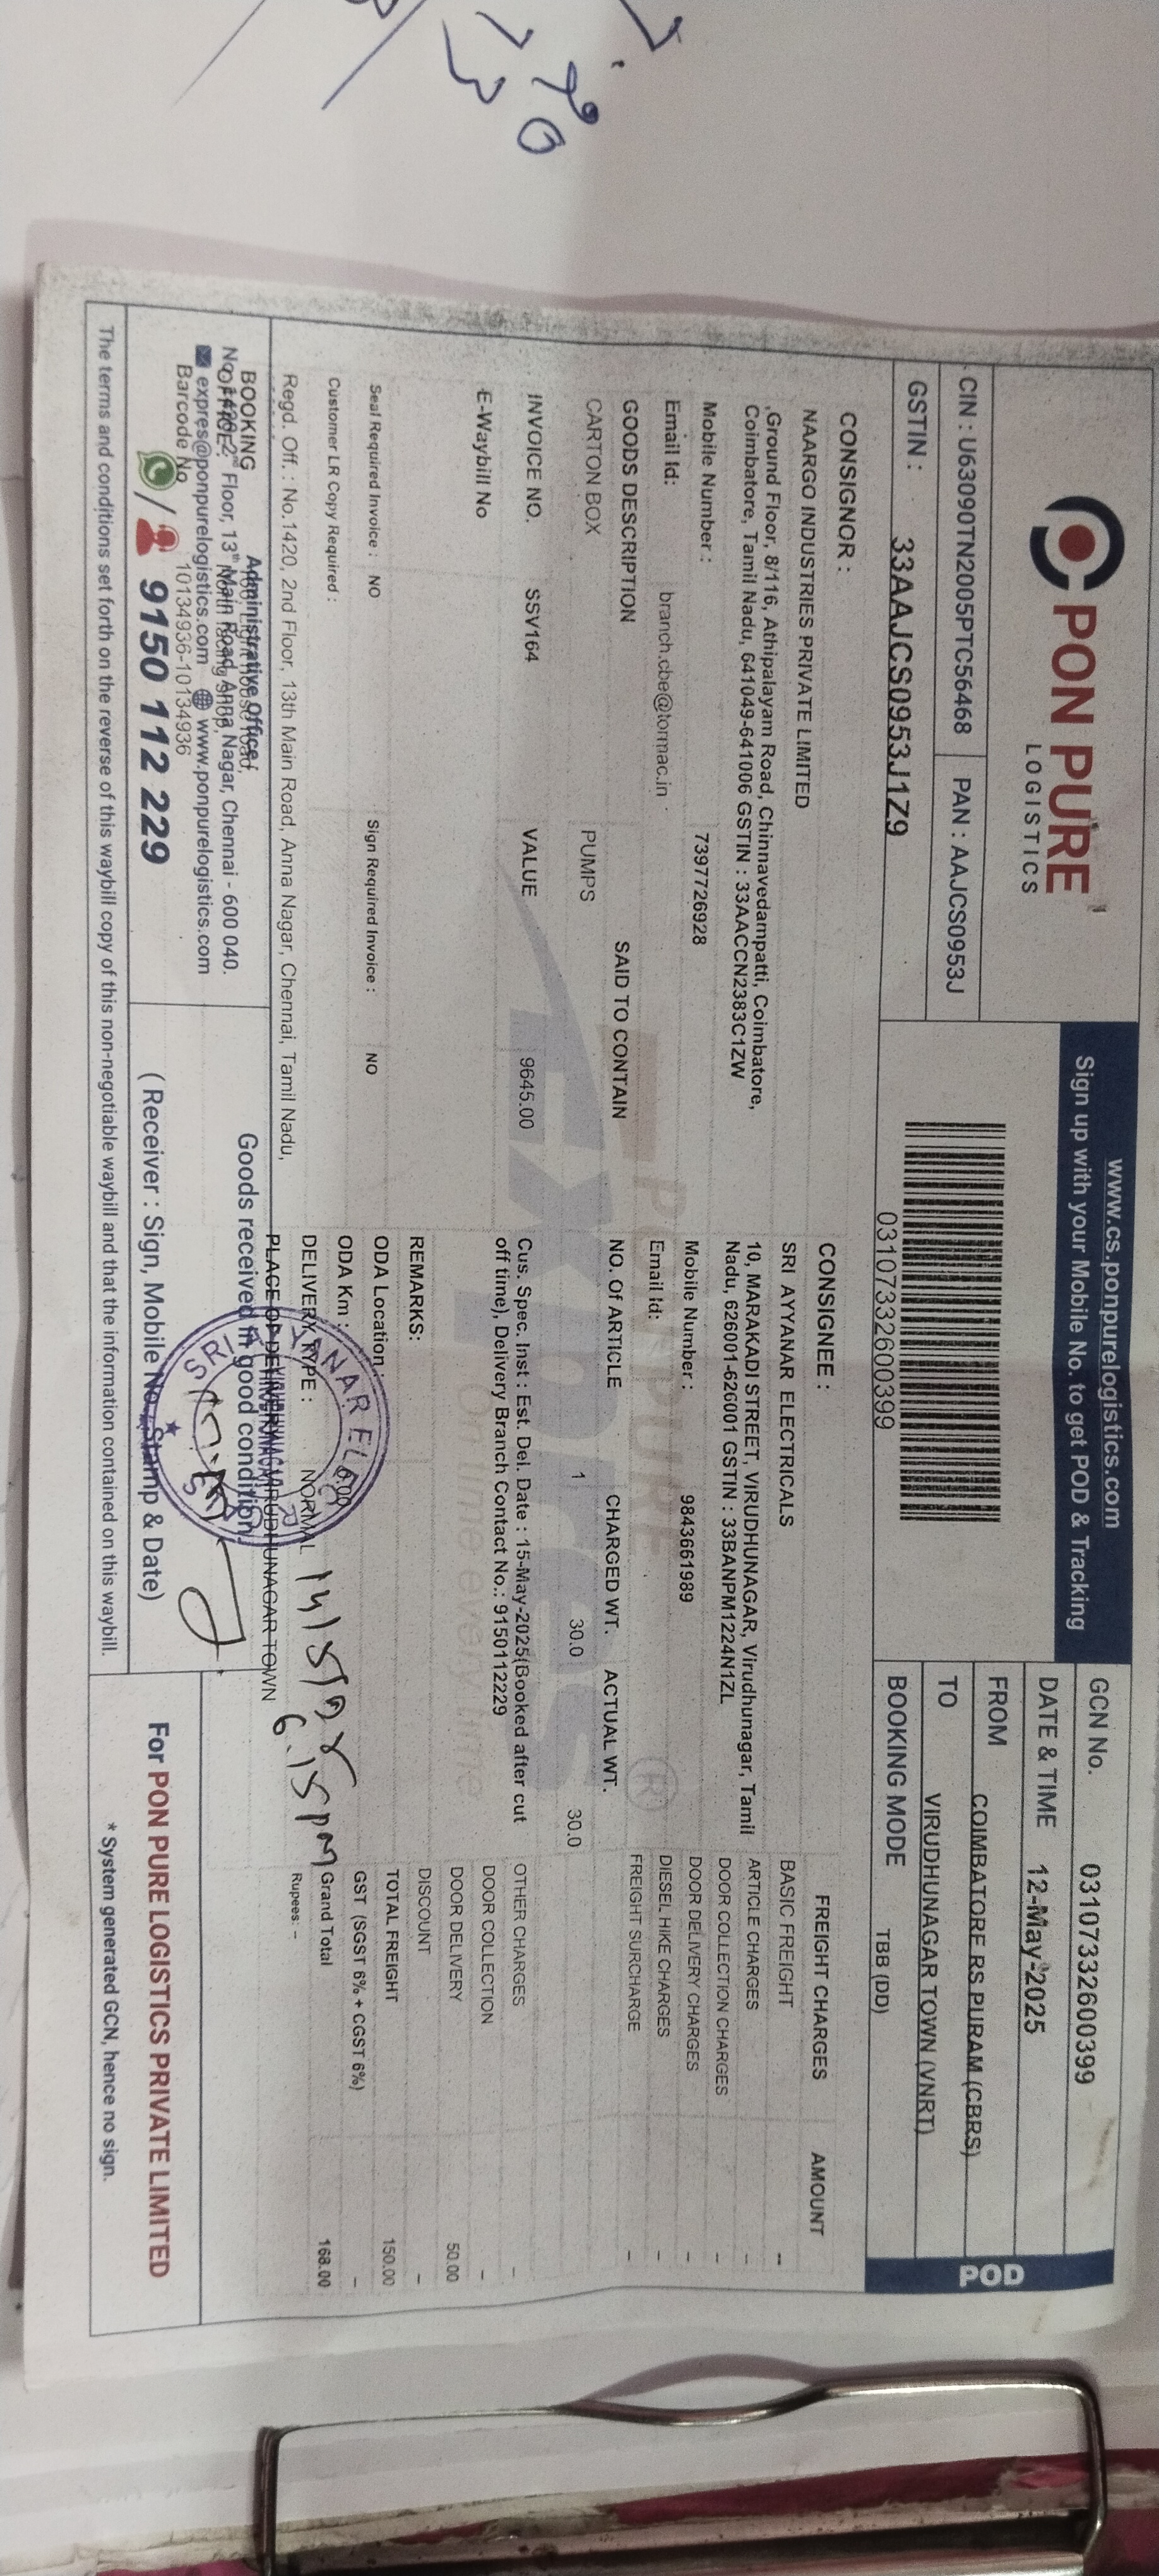 PON PURE
LOGISTICS
CIN : U63090TN2005PTC56468
PAN : AAJCS0953J
GSTIN : 33AAJCS0953J1Z9
www.cs.ponpurelogistics.com
Sign up with your Mobile No. to get POD & Tracking
03107332600399
GCN No. 03107332600399
DATE & TIME 12-May-2025
FROM COIMBATORE RS PURAM (CBRS)
TO VIRUDHUNAGAR TOWN (VNRT)
BOOKING MODE TBB (DD)
POD
CONSIGNOR :
NAARGO INDUSTRIES PRIVATE LIMITED
,Ground Floor, 8/116, Athipalayam Road, Chinnavedampatti, Coimbatore,
Coimbatore, Tamil Nadu, 641049-641006 GSTIN : 33AACCN2383C1ZW
Mobile Number : 7397726928
Email Id: branch.cbe@tormac.in
CONSIGNEE :
SRI AYYANAR ELECTRICALS
10, MARAKADI STREET, VIRUDHUNAGAR, Virudhunagar, Tamil
Nadu, 626001-626001 GSTIN : 33BANPM1224N1ZL
Mobile Number : 9843661989
Email Id:
GOODS DESCRIPTION SAID TO CONTAIN NO. Of ARTICLE CHARGED WT. ACTUAL WT.
CARTON BOX PUMPS 1 30.0 30.0
INVOICE NO. SSV164 VALUE 9645.00
Cus. Spec. Inst : Est. Del. Date : 15-May-2025(Booked after cut
off time), Delivery Branch Contact No.: 9150112229
E-Waybill No
REMARKS:
Seal Required Invoice : NO Sign Required Invoice : NO
ODA Location :
Customer LR Copy Required :
ODA Km : 0.00
DELIVERY TYPE : NORMAL
Regd. Off. : No.1420, 2nd Floor, 13th Main Road, Anna Nagar, Chennai, Tamil Nadu,
PLACE OF DELIVERY VIRUDHUNAGAR TOWN
FREIGHT CHARGES AMOUNT
BASIC FREIGHT --
ARTICLE CHARGES -
DOOR COLLECTION CHARGES -
DOOR DELIVERY CHARGES -
DIESEL HIKE CHARGES -
FREIGHT SURCHARGE -
OTHER CHARGES -
DOOR COLLECTION -
DOOR DELIVERY 50.00
DISCOUNT -
TOTAL FREIGHT 150.00
GST (SGST 6% + CGST 6%) -
Grand Total 168.00
Rupees: -
14/5/25
6.15 PM
BOOKING OFFICE:
Administrative Office :
No. 1420, 2nd Floor, 13th Main Road, Anna Nagar, Chennai - 600 040.
expres@ponpurelogistics.com www.ponpurelogistics.com
Barcode No 10134936-10134936
9150 112 229
Goods received in good condition
SRI AYYANAR ELECTRICALS
( Receiver : Sign, Mobile No., Stamp & Date)
For PON PURE LOGISTICS PRIVATE LIMITED
* System generated GCN, hence no sign.
The terms and conditions set forth on the reverse of this waybill copy of this non-negotiable waybill and that the information contained on this waybill.